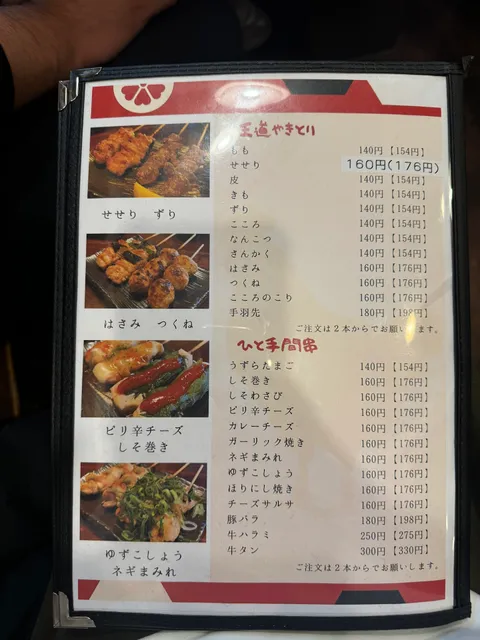 王道やきとり
もも 140円【154円】
せせり 160円(176円)
皮 140円【154円】
きも 140円【154円】
ずり 140円【154円】
こころ 140円【154円】
なんこつ 140円【154円】
さんかく 140円【154円】
はさみ 160円【176円】
つくね 160円【176円】
こころのこり 160円【176円】
手羽先 180円【198円】
ご注文は2本からでお願いします。
ひと手間串
うずらたまご 140円【154円】
しそ巻き 160円【176円】
しそわさび 160円【176円】
ピリ辛チーズ 160円【176円】
カレーチーズ 160円【176円】
ガーリック焼き 160円【176円】
ネギまみれ 160円【176円】
ゆずこしょう 160円【176円】
ほりにし焼き 160円【176円】
チーズサルサ 160円【176円】
豚バラ 180円【198円】
牛ハラミ 250円【275円】
牛タン 300円【330円】
ご注文は2本からでお願いします。
せせり ずり
はさみ つくね
ピリ辛チーズ
しそ巻き
ゆずこしょう
ネギまみれ